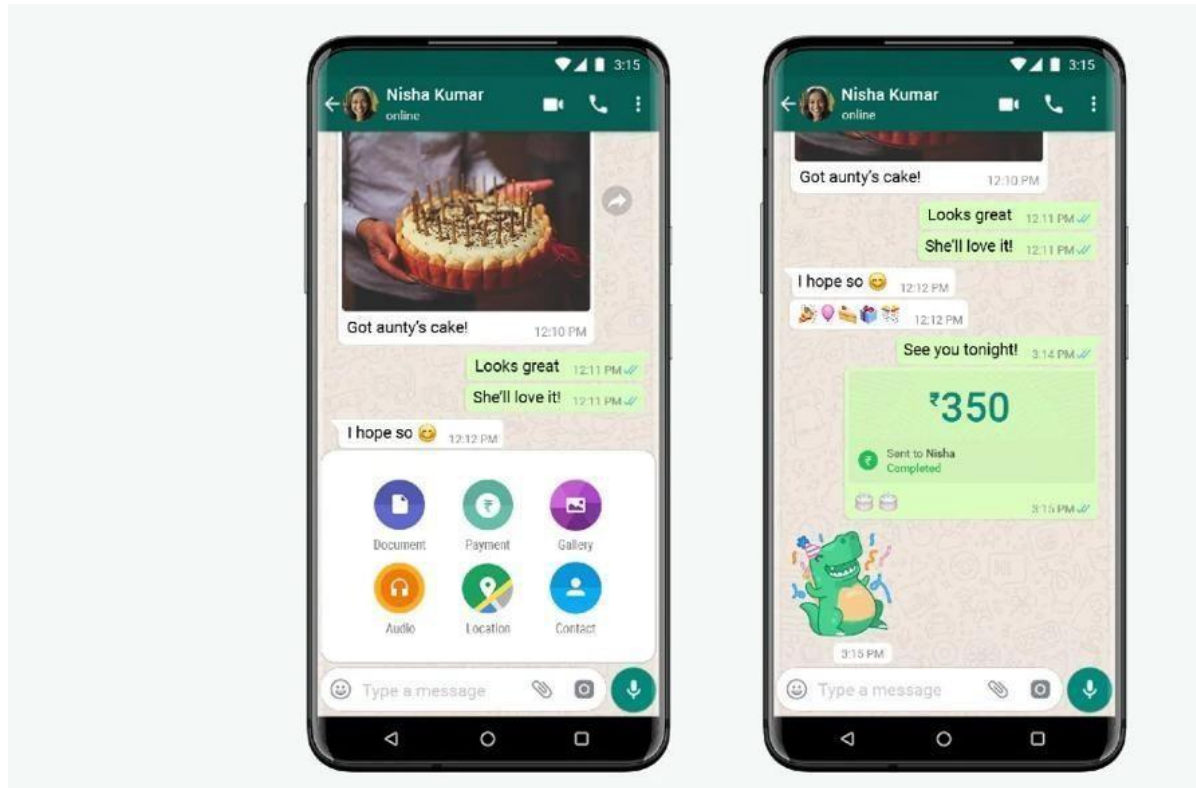 3:15
Nisha Kumar
online
Got aunty's cake!
12:10 PM
Looks great 12:11 PM
She'll love it! 12:11 PM
I hope so 😊 12:12 PM
Document Payment Gallery
Audio Location Contact
Type a message
3:15
Nisha Kumar
online
Got aunty's cake!
12:10 PM
Looks great 12:11 PM
She'll love it! 12:11 PM
I hope so 😊 12:12 PM
🎉🎈🍰🎁🎊 12:12 PM
See you tonight! 3:14 PM
₹350
₹ Sent to Nisha
Completed
🎂🎂 3:15 PM
3:15 PM
Type a message